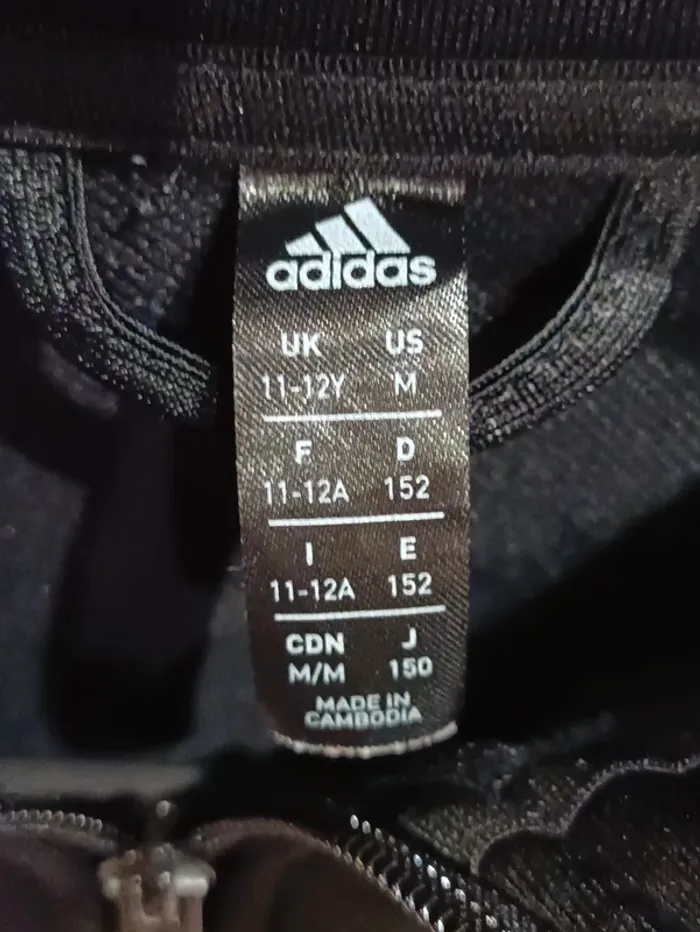 adidas
UK US
11-12Y M
F D
11-12A 152
I E
11-12A 152
CDN J
M/M 150
MADE IN
CAMBODIA